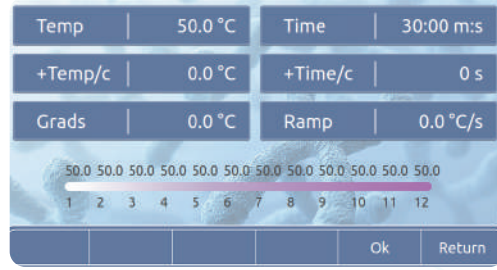 Temp | 50.0 °C Time | 30:00 m:s
+Temp/c | 0.0 °C +Time/c | 0 s
Grads | 0.0 °C Ramp | 0.0 °C/s
50.0 50.0 50.0 50.0 50.0 50.0 50.0 50.0 50.0 50.0 50.0 50.0
1 2 3 4 5 6 7 8 9 10 11 12
Ok Return